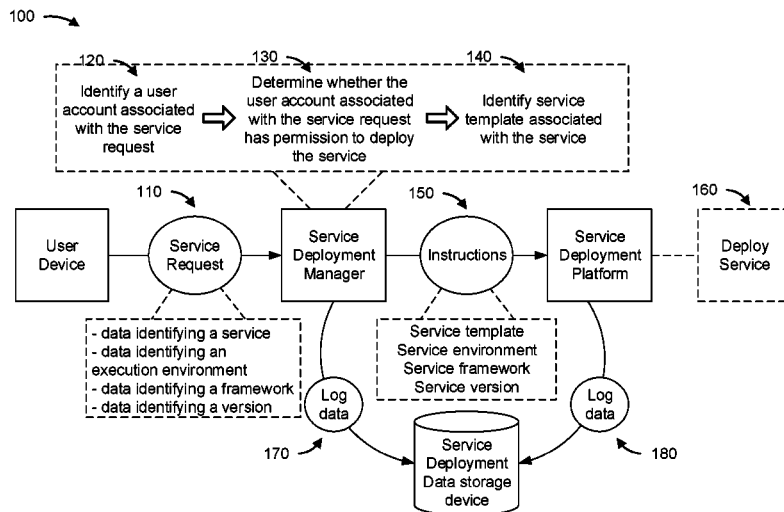 100
120
130
140
Identify a user
account associated
with the service
request
Determine whether the
user account associated
with the service request
has permission to deploy
the service
Identify service
template associated
with the service
110
150
160
User
Device
Service
Request
Service
Deployment
Manager
Instructions
Service
Deployment
Platform
Deploy
Service
- data identifying a service
- data identifying an
execution environment
- data identifying a framework
- data identifying a version
Service template
Service environment
Service framework
Service version
Log
data
170
Service
Deployment
Data storage
device
Log
data
180